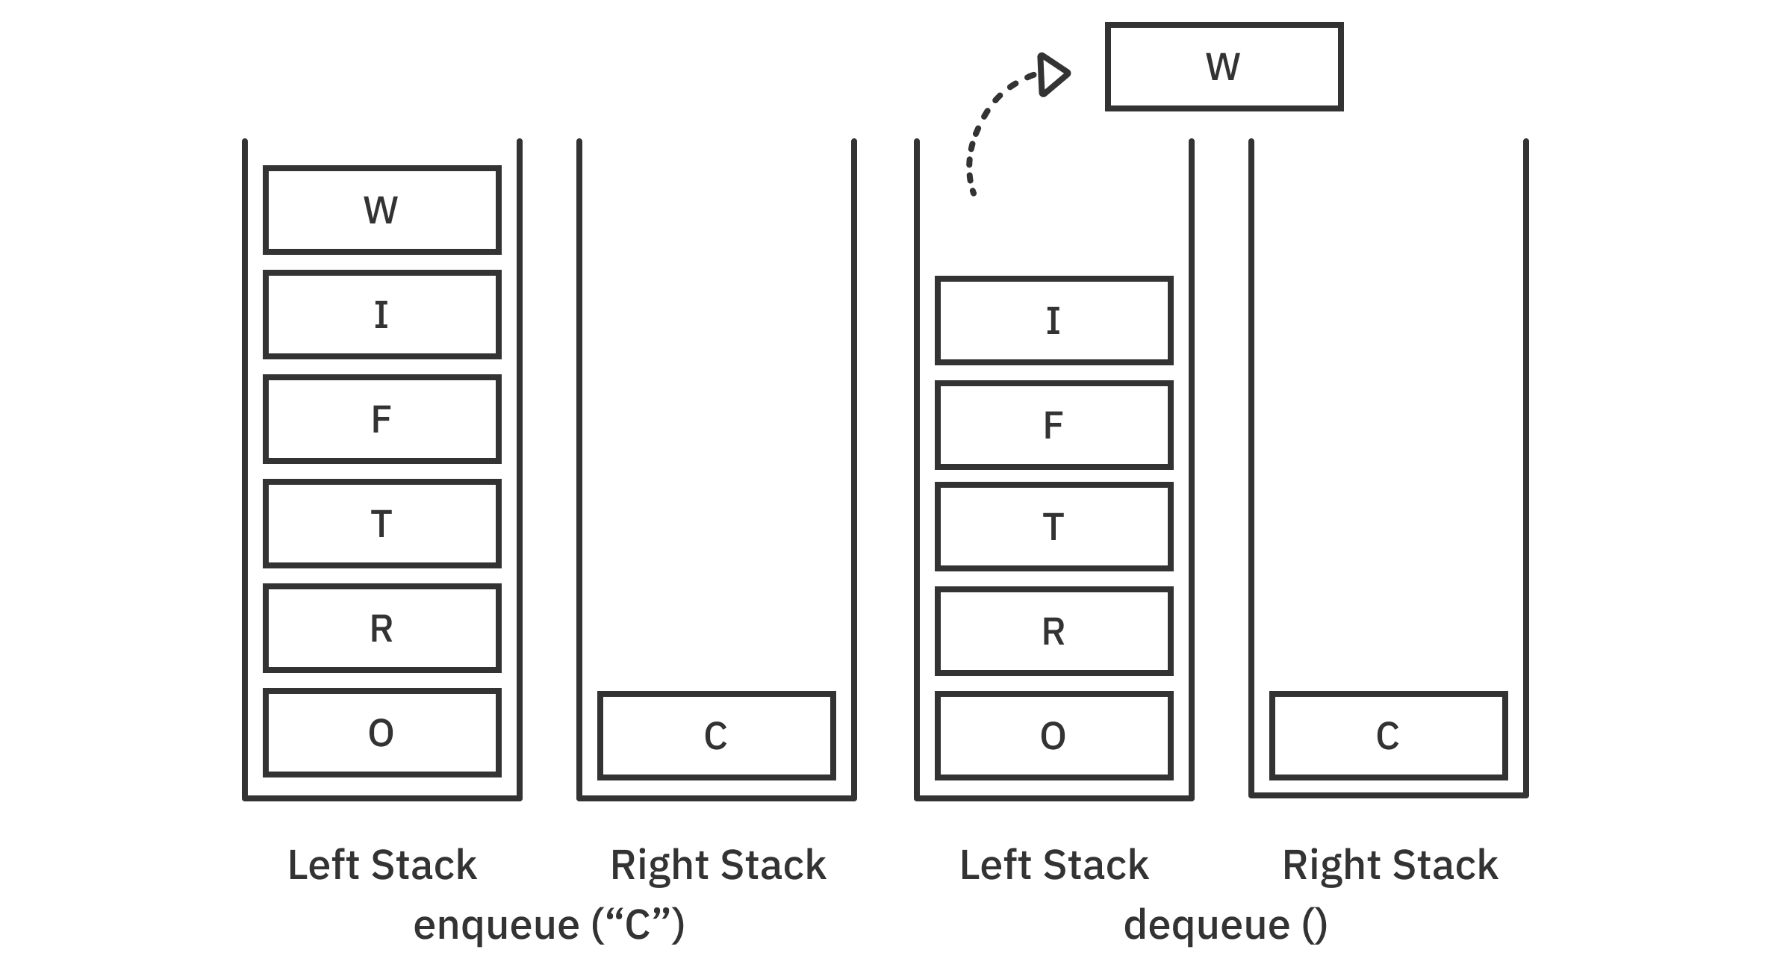 W
W
I
F
T
R
O
C
I
F
T
R
O
C
Left Stack
Right Stack
enqueue (“C”)
Left Stack
Right Stack
dequeue ()